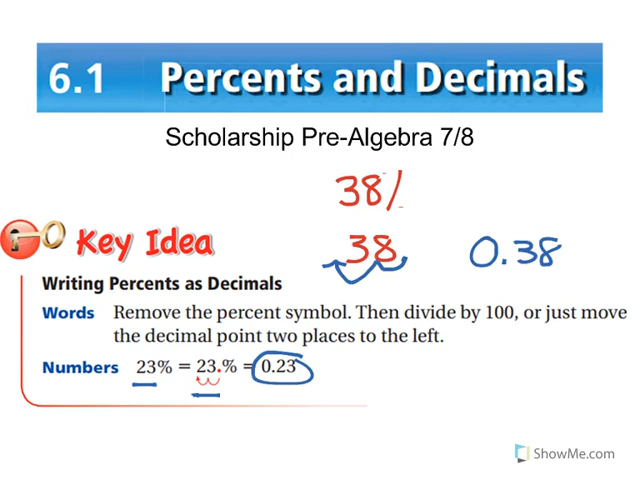 6.1 Percents and Decimals
Scholarship Pre-Algebra 7/8
38%
Key Idea
38. 0.38
Writing Percents as Decimals
Words Remove the percent symbol. Then divide by 100, or just move
the decimal point two places to the left.
Numbers 23% = 23.% = 0.23
ShowMe.com